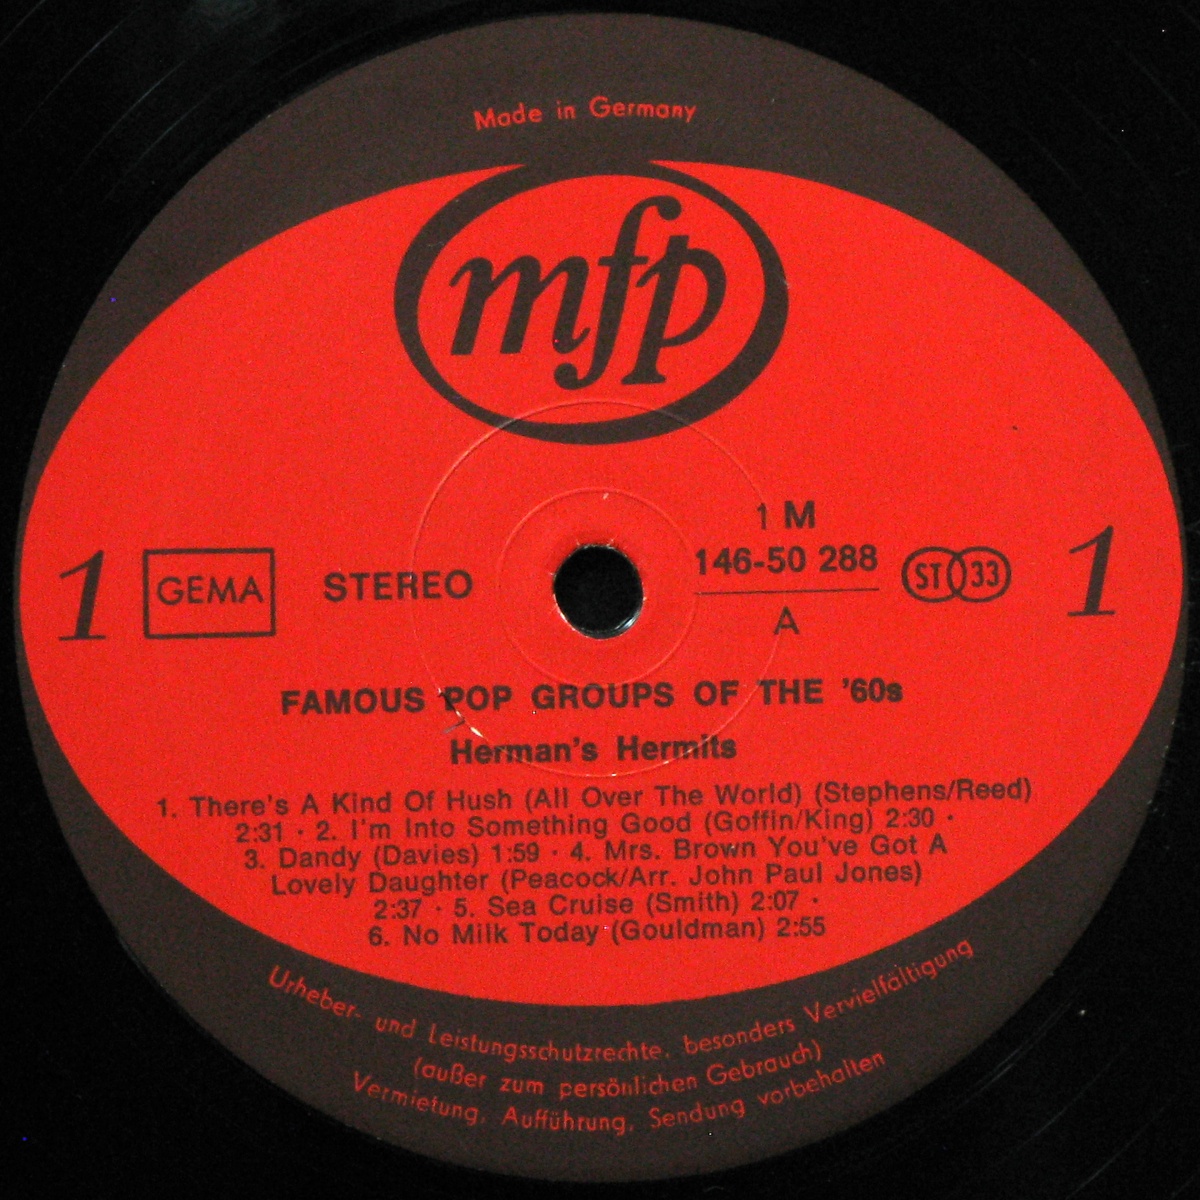 Made in Germany
mfp
1 M
1 GEMA STEREO 146-50 288 ST 33 1
A
FAMOUS POP GROUPS OF THE '60s
Herman's Hermits
1. There's A Kind Of Hush (All Over The World) (Stephens/Reed)
2:31 · 2. I'm Into Something Good (Goffin/King) 2:30 ·
3. Dandy (Davies) 1:59 · 4. Mrs. Brown You've Got A
Lovely Daughter (Peacock/Arr. John Paul Jones)
2:37 · 5. Sea Cruise (Smith) 2:07 ·
6. No Milk Today (Gouldman) 2:55
Urheber- und Leistungsschutzrechte, besonders Vervielfältigung
(außer zum persönlichen Gebrauch)
Vermietung, Aufführung, Sendung vorbehalten